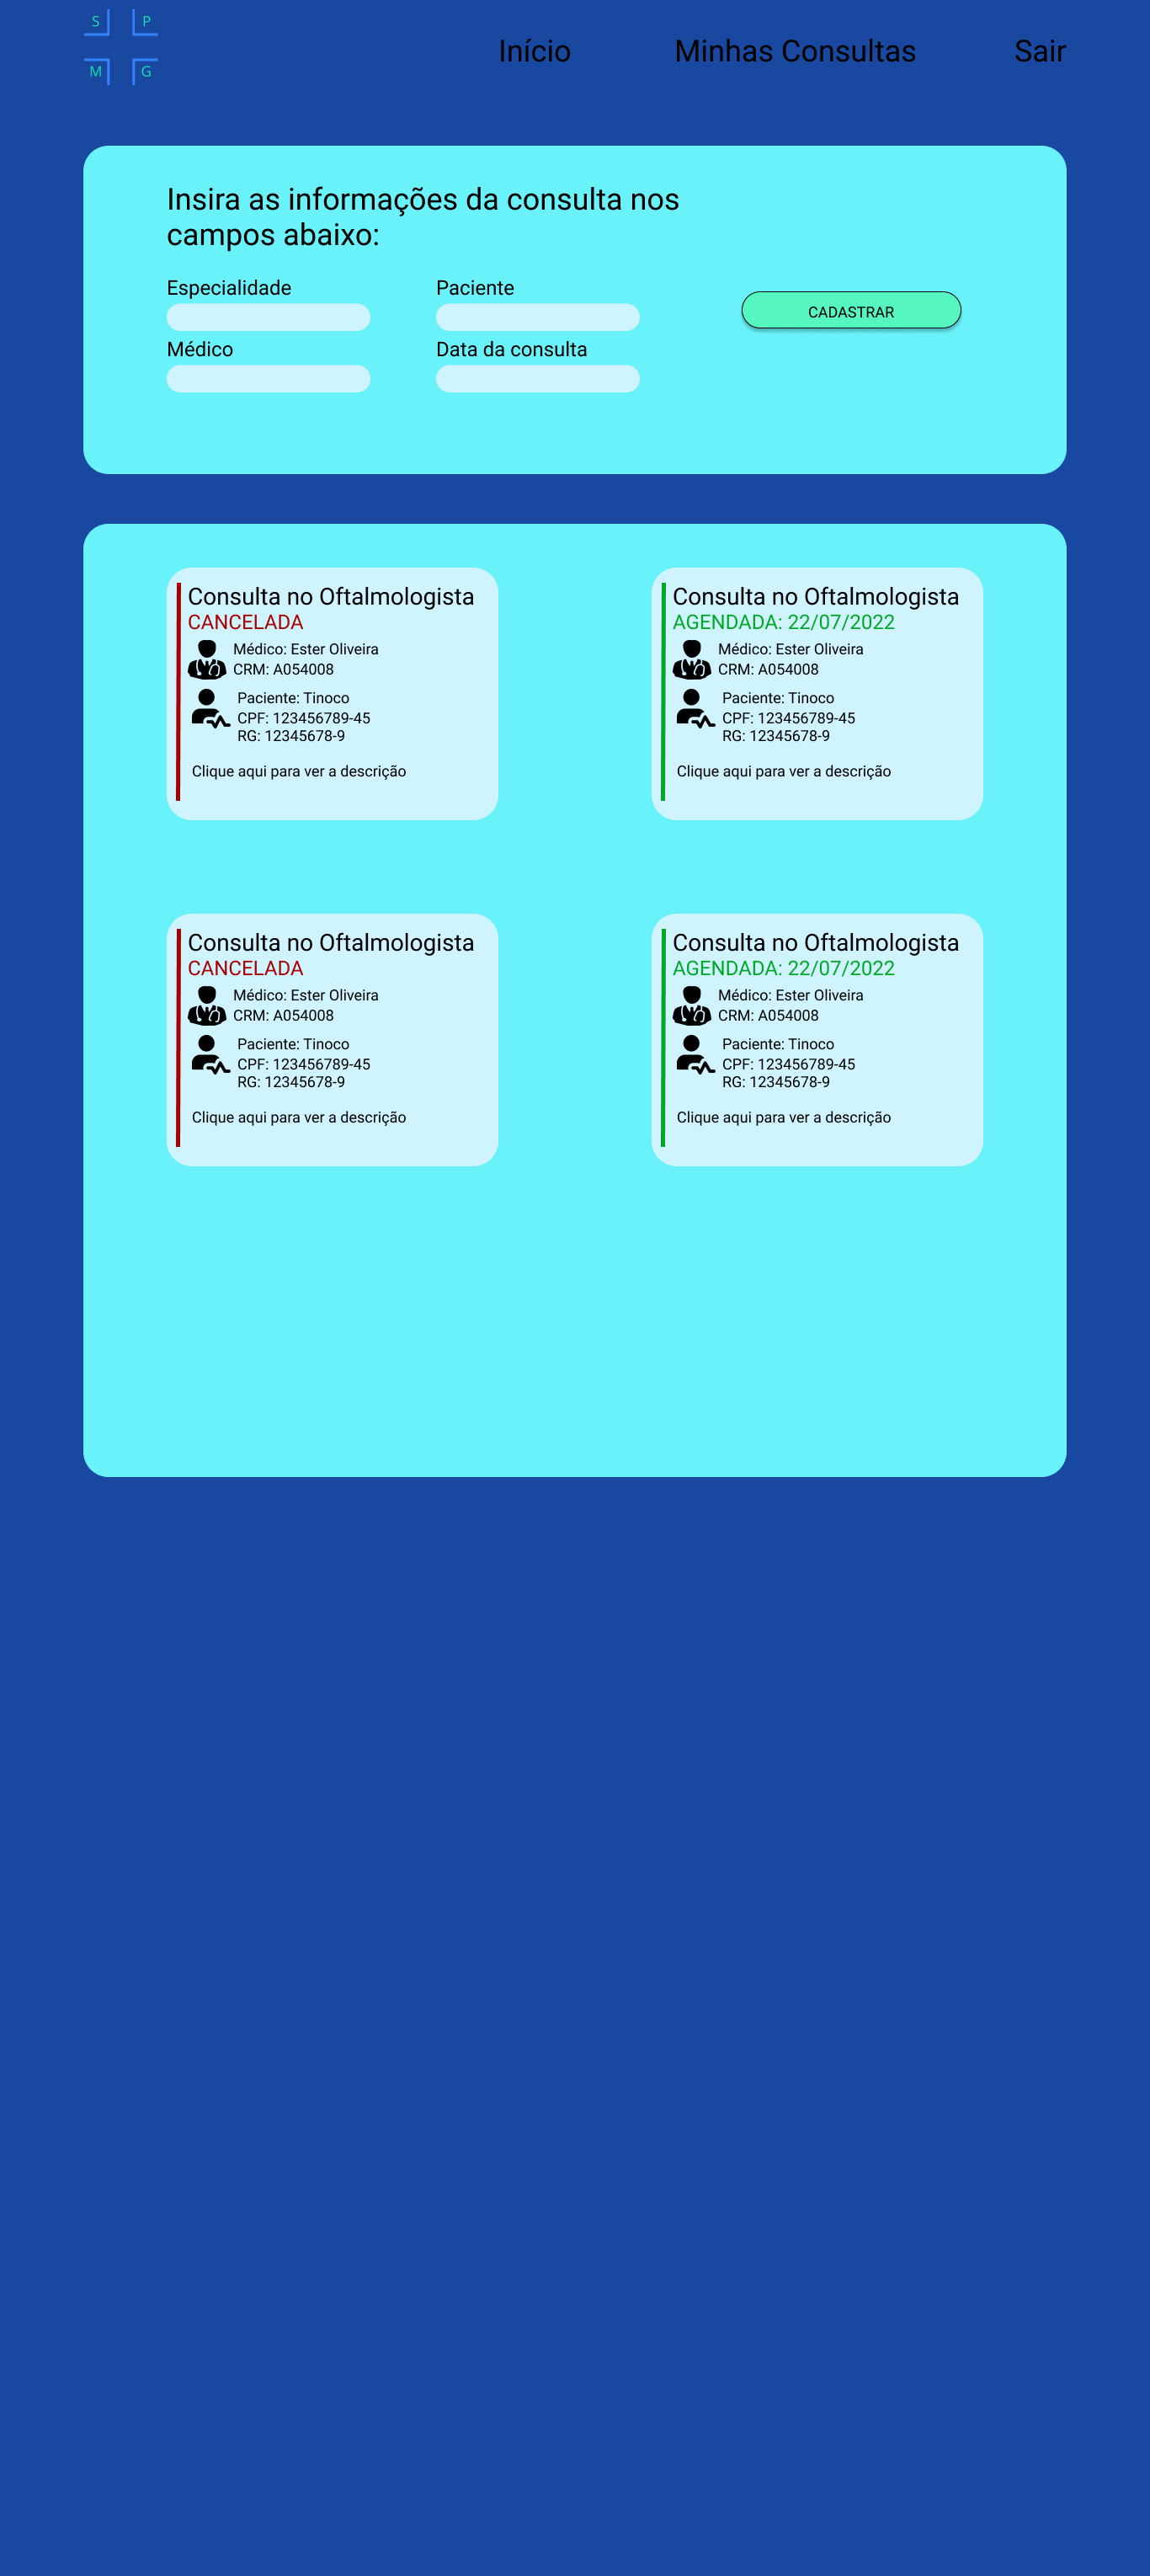 S P
M G
Início Minhas Consultas Sair
Insira as informações da consulta nos
campos abaixo:
Especialidade Paciente
CADASTRAR
Médico Data da consulta
Consulta no Oftalmologista
CANCELADA
Médico: Ester Oliveira
CRM: A054008
Paciente: Tinoco
CPF: 123456789-45
RG: 12345678-9
Clique aqui para ver a descrição
Consulta no Oftalmologista
AGENDADA: 22/07/2022
Médico: Ester Oliveira
CRM: A054008
Paciente: Tinoco
CPF: 123456789-45
RG: 12345678-9
Clique aqui para ver a descrição
Consulta no Oftalmologista
CANCELADA
Médico: Ester Oliveira
CRM: A054008
Paciente: Tinoco
CPF: 123456789-45
RG: 12345678-9
Clique aqui para ver a descrição
Consulta no Oftalmologista
AGENDADA: 22/07/2022
Médico: Ester Oliveira
CRM: A054008
Paciente: Tinoco
CPF: 123456789-45
RG: 12345678-9
Clique aqui para ver a descrição